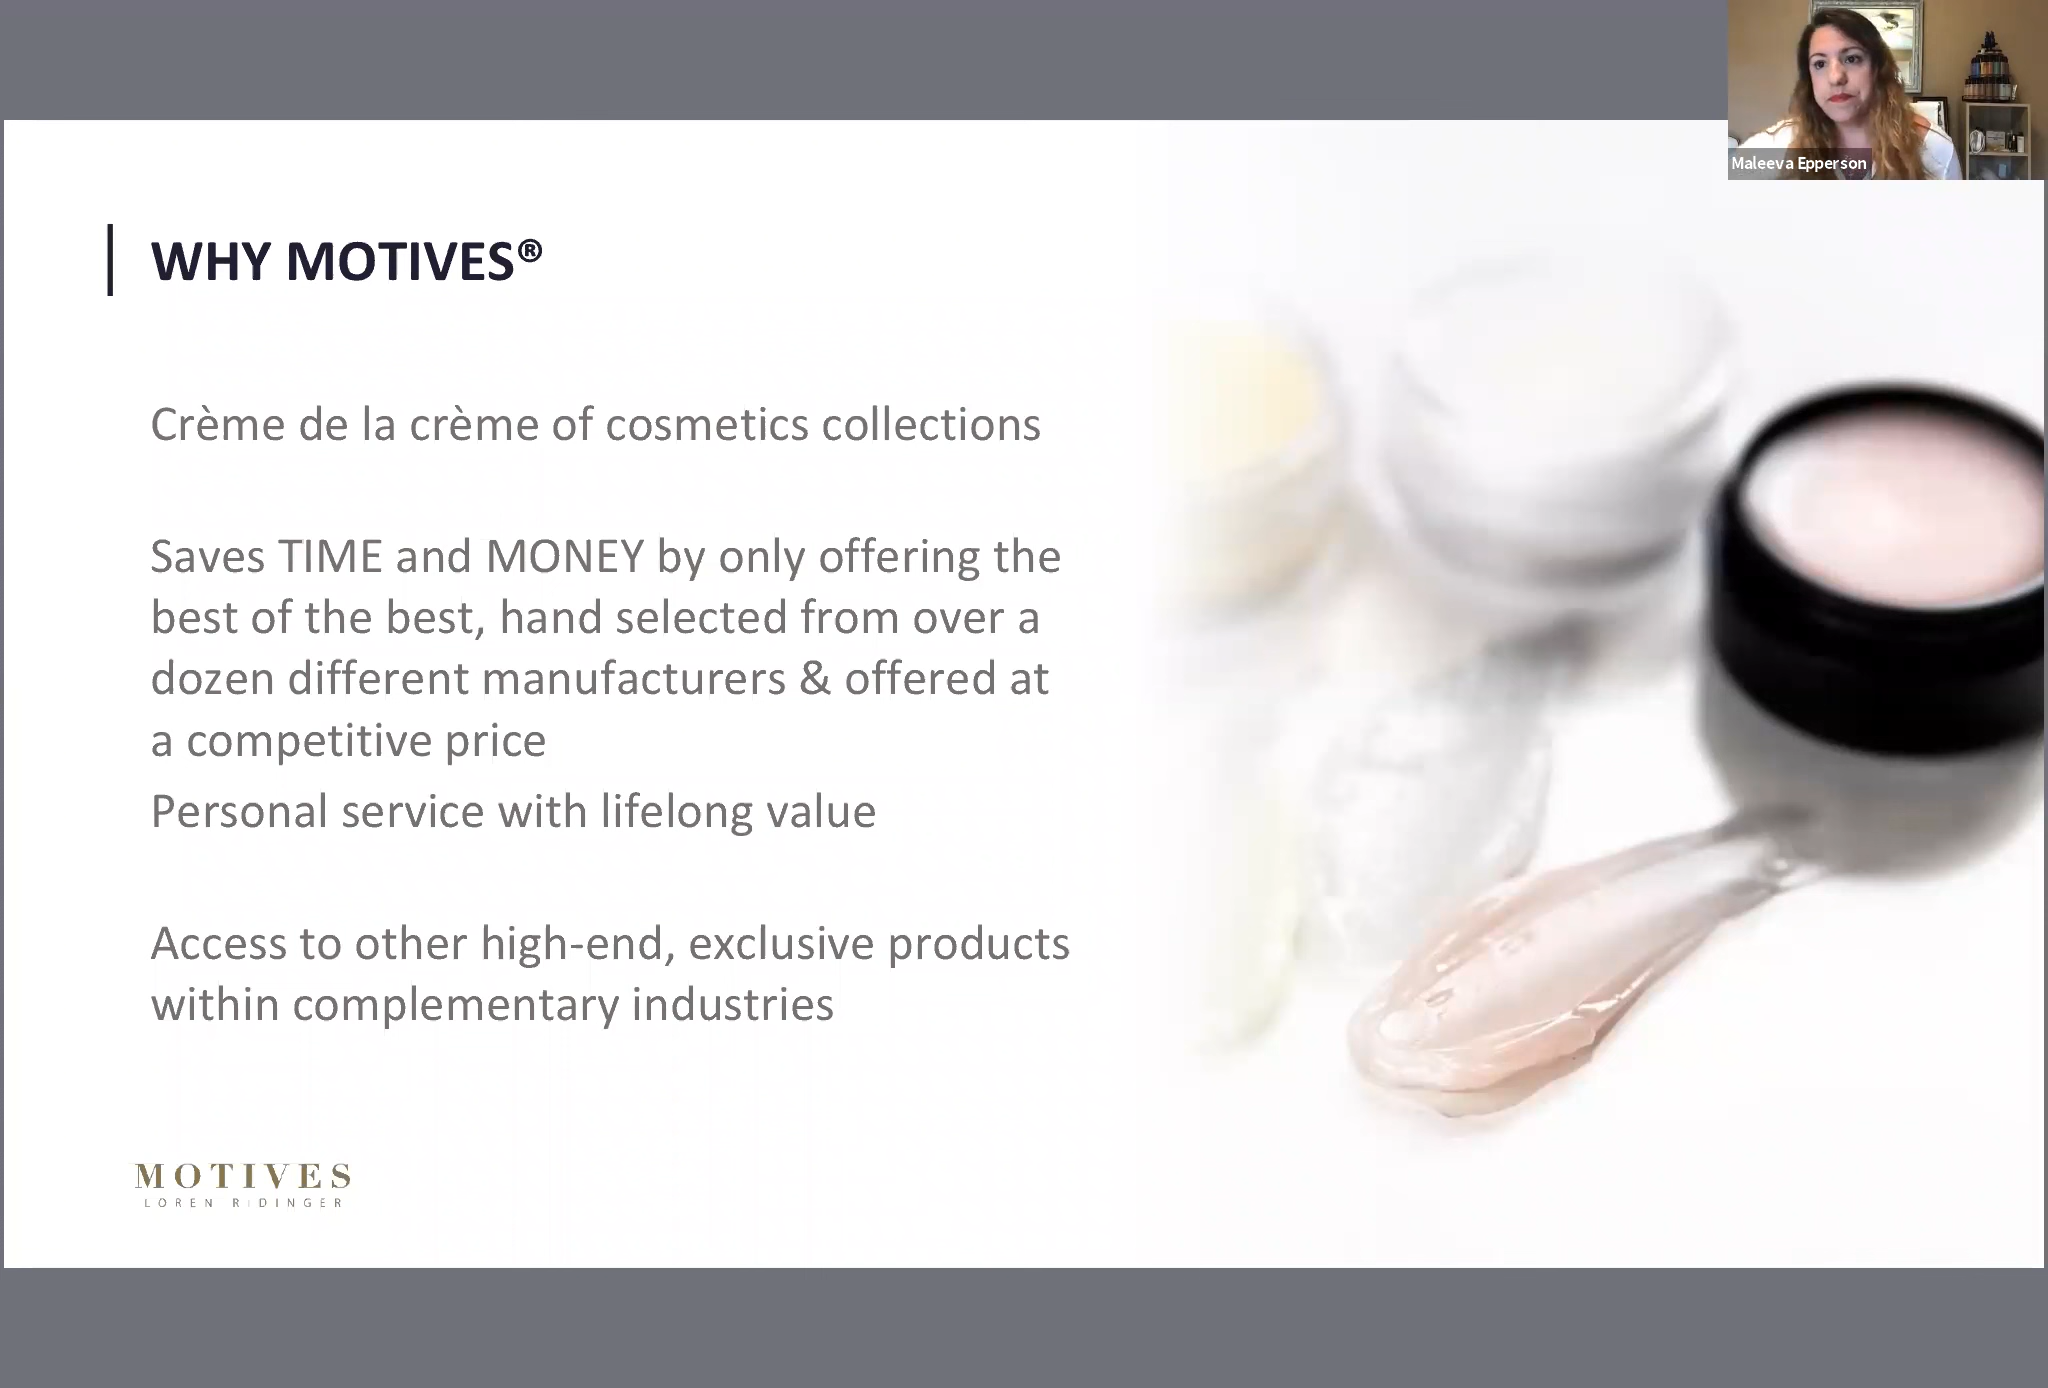 Maleeva Epperson
WHY MOTIVES®
Crème de la crème of cosmetics collections
Saves TIME and MONEY by only offering the
best of the best, hand selected from over a
dozen different manufacturers & offered at
a competitive price
Personal service with lifelong value
Access to other high-end, exclusive products
within complementary industries
MOTIVES
LOREN RIDINGER